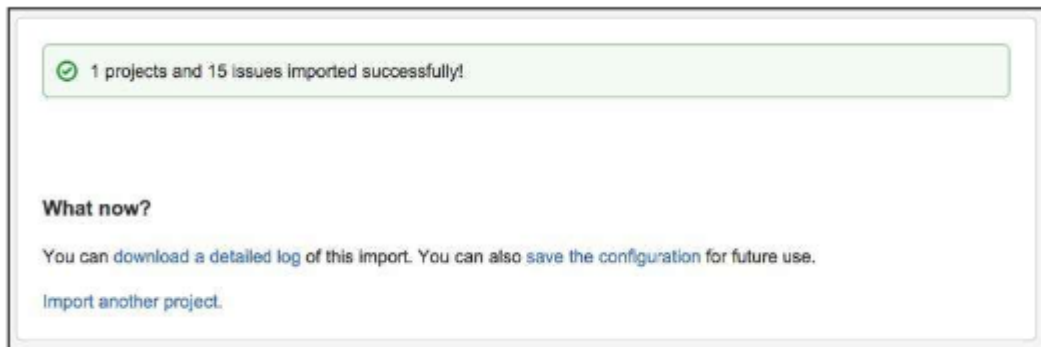 1 projects and 15 issues imported successfully!
What now?
You can download a detailed log of this import. You can also save the configuration for future use.
Import another project.